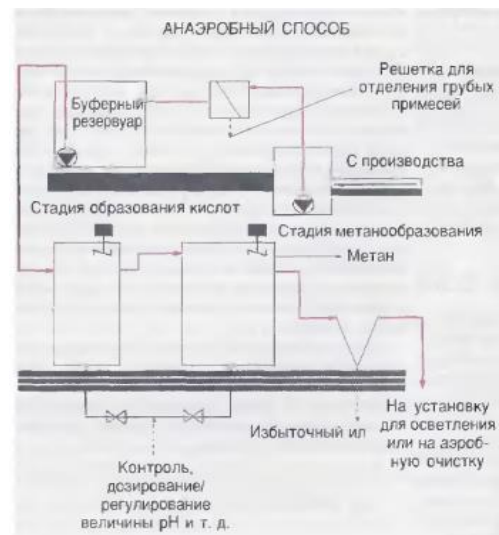 АНАЭРОБНЫЙ СПОСОБ
Решетка для
отделения грубых
примесей
Буферный
резервуар
С производства
Стадия образования кислот
Стадия метанообразования
Метан
Избыточный ил
На установку
для осветления
или на аэроб-
ную очистку
Контроль,
дозирование/
регулирование
величины pH и т. д.